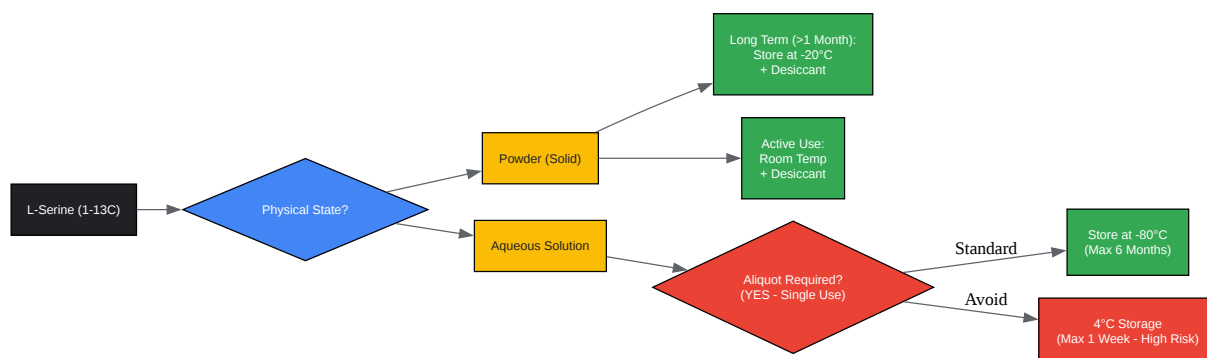 L-Serine (1-13C)
Physical State?
Powder (Solid)
Long Term (>1 Month):
Store at -20°C
+ Desiccant
Active Use:
Room Temp
+ Desiccant
Aqueous Solution
Aliquot Required?
(YES - Single Use)
Standard
Store at -80°C
(Max 6 Months)
Avoid
4°C Storage
(Max 1 Week - High Risk)